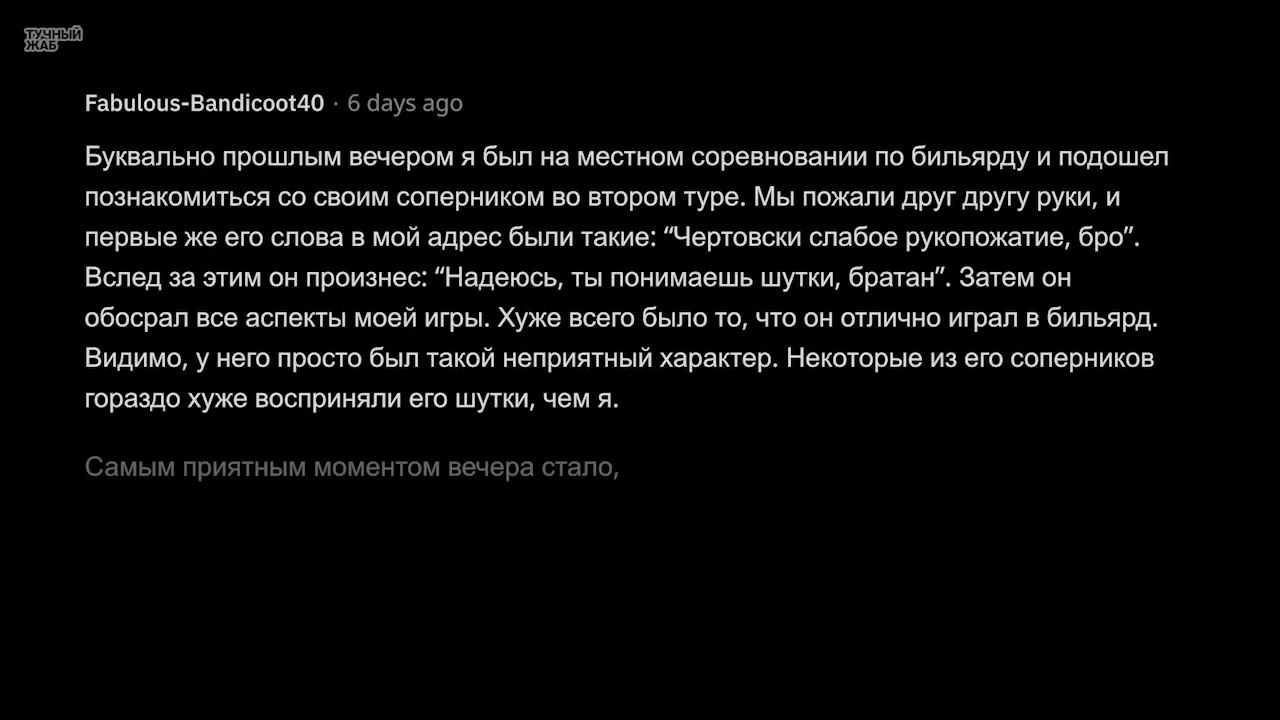 ТУЧНЫЙ
ЖАБ
Fabulous-Bandicoot40 · 6 days ago
Буквально прошлым вечером я был на местном соревновании по бильярду и подошел
познакомиться со своим соперником во втором туре. Мы пожали друг другу руки, и
первые же его слова в мой адрес были такие: “Чертовски слабое рукопожатие, бро”.
Вслед за этим он произнес: “Надеюсь, ты понимаешь шутки, братан”. Затем он
обосрал все аспекты моей игры. Хуже всего было то, что он отлично играл в бильярд.
Видимо, у него просто был такой неприятный характер. Некоторые из его соперников
гораздо хуже восприняли его шутки, чем я.
Самым приятным моментом вечера стало,